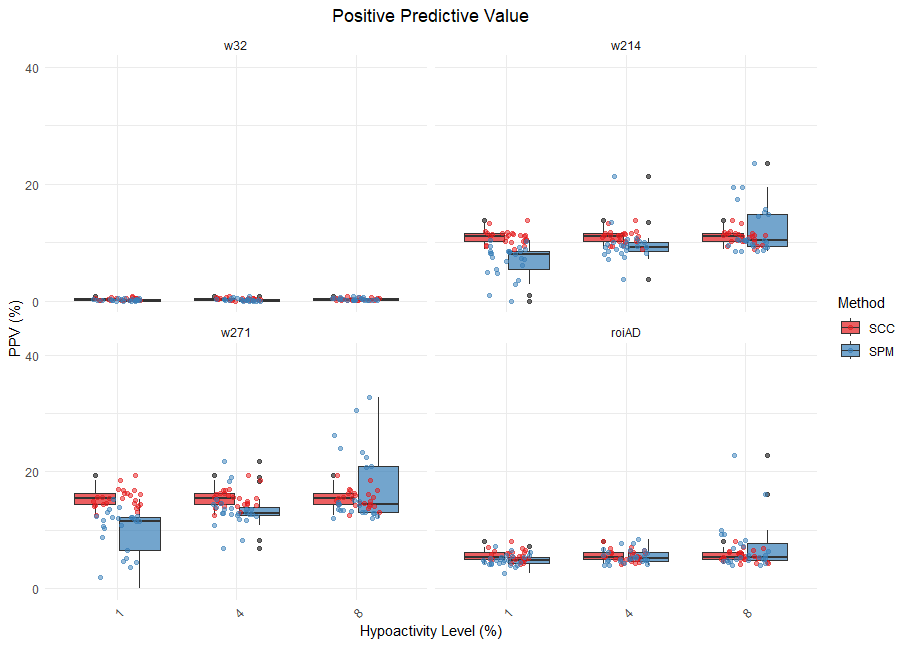 Positive Predictive Value
w32
w214
40
20
0
w271
roiAD
40
20
0
PPV (%)
1
4
8
1
4
8
Hypoactivity Level (%)
Method
SCC
SPM